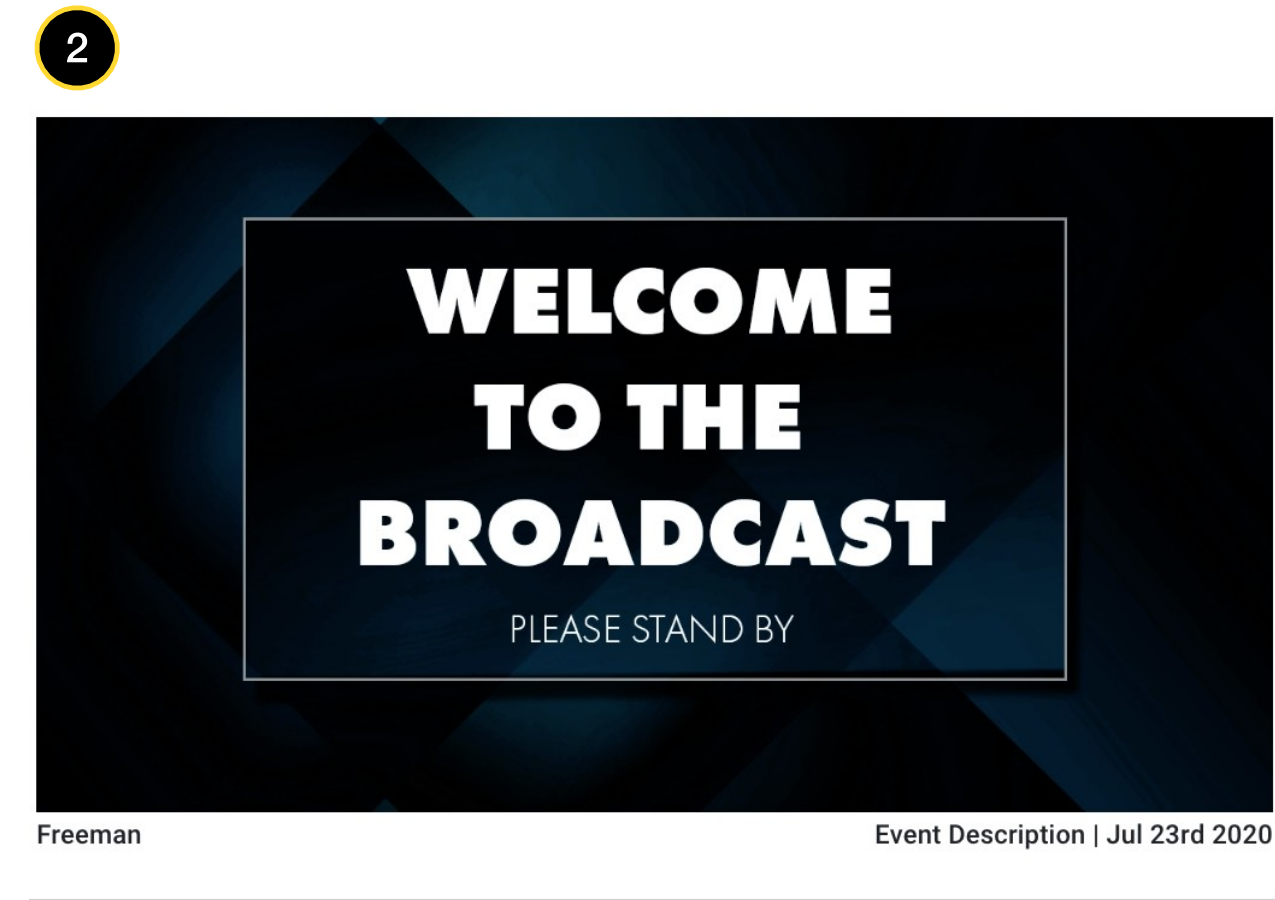 2
WELCOME
TO THE
BROADCAST
PLEASE STAND BY
Freeman
Event Description | Jul 23rd 2020